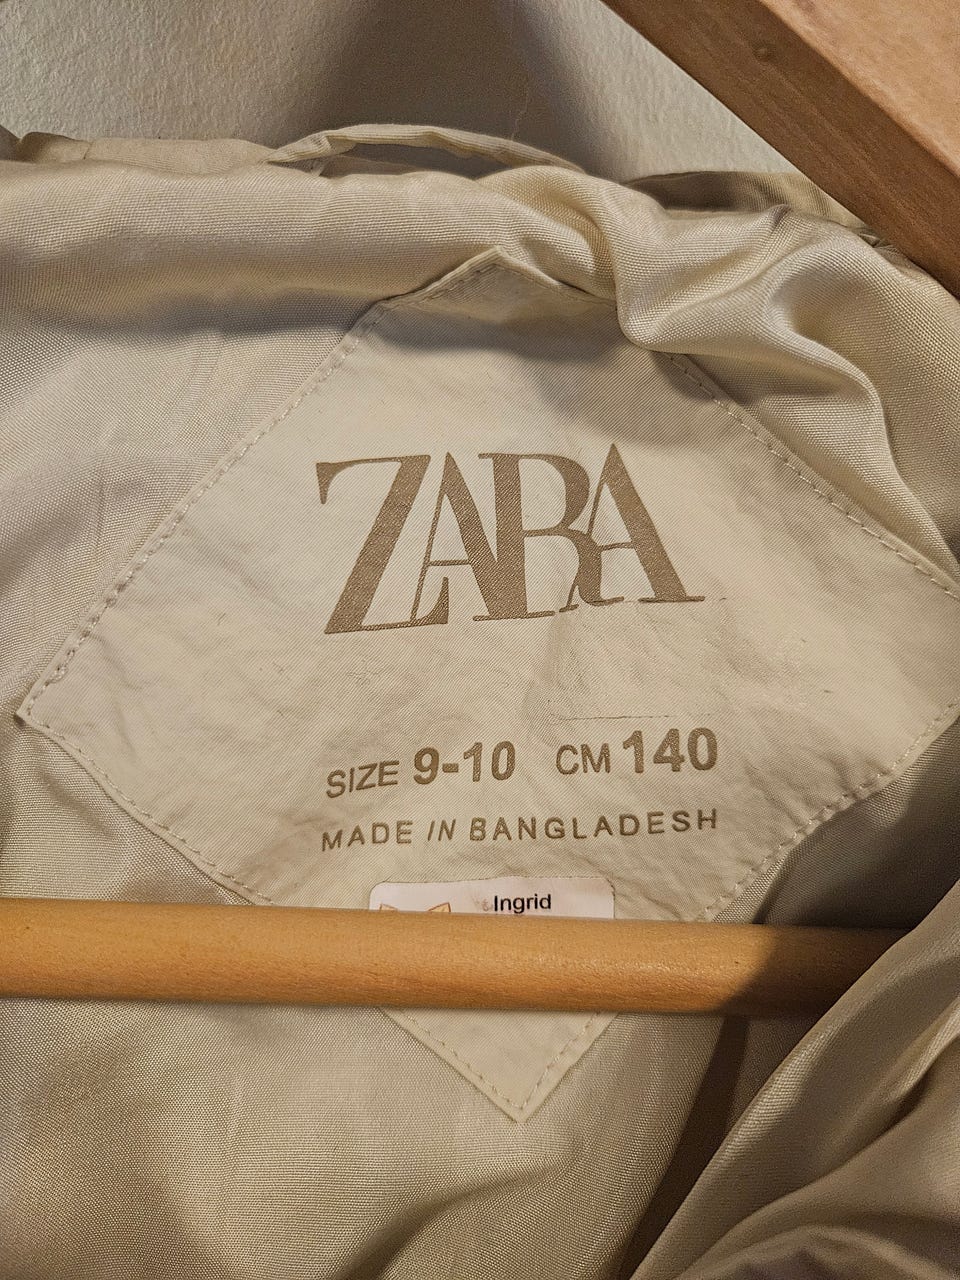 ZARA
SIZE 9-10 CM 140
MADE IN BANGLADESH
Ingrid